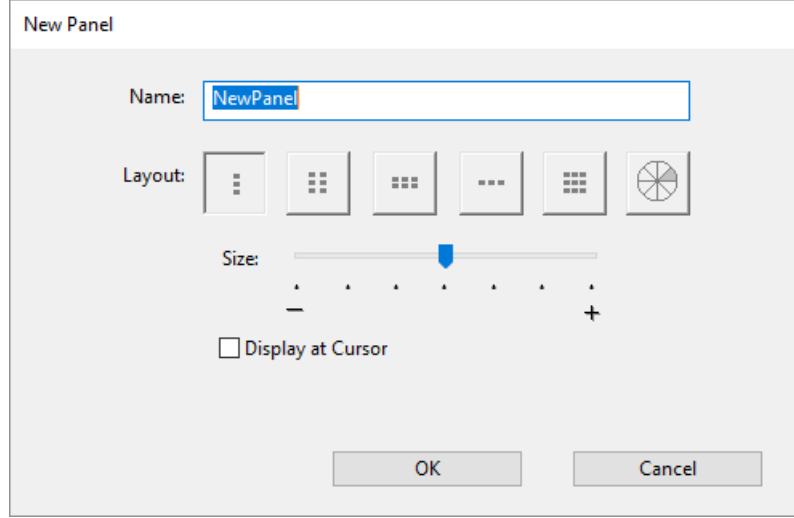 New Panel
Name: NewPanel
Layout:
Size:
− +
Display at Cursor
OK Cancel